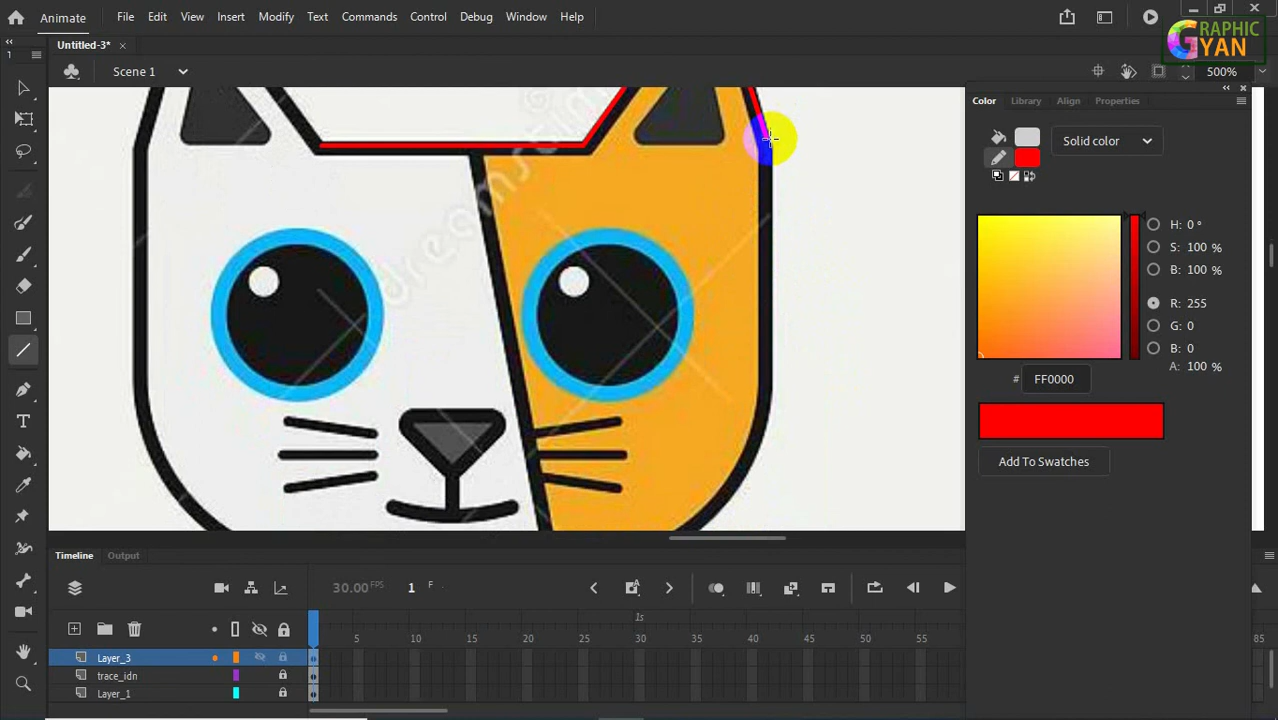 Animate File Edit View Insert Modify Text Commands Control Debug Window Help
GRAPHIC
GYAN
Untitled-3*
1
Scene 1
500%
dreamstim
Color Library Align Properties
Solid color
H: 0 °
S: 100 %
B: 100 %
R: 255
G: 0
B: 0
# FF0000
A: 100 %
Add To Swatches
Timeline Output
30.00 FPS 1 F
1s
5 10 15 20 25 30 35 40 45 50 55 85
Layer_3
trace_idn
Layer_1